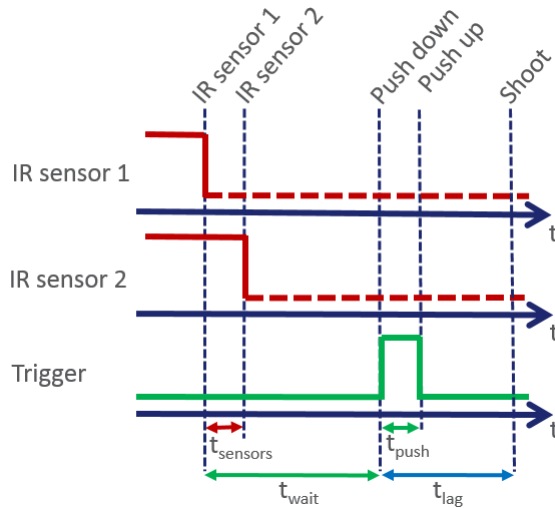 IR sensor 1
IR sensor 2
Push down
Push up
Shoot
IR sensor 1
t
IR sensor 2
t
Trigger
t
tsensors
tpush
twait
tlag